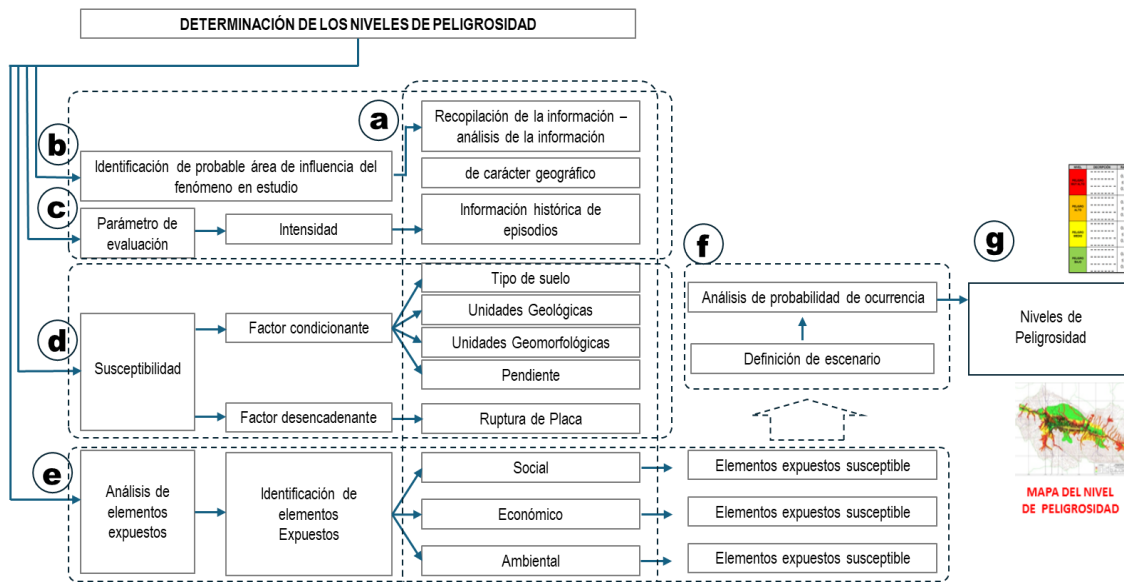 DETERMINACIÓN DE LOS NIVELES DE PELIGROSIDAD
a
Recopilación de la información –
análisis de la información
b
Identificación de probable área de influencia del
fenómeno en estudio
de carácter geográfico
c
Parámetro de
evaluación
Intensidad
Información histórica de
episodios
f
g
Tipo de suelo
Análisis de probabilidad de ocurrencia
Factor condicionante
Unidades Geológicas
Niveles de
Peligrosidad
d
Susceptibilidad
Unidades Geomorfológicas
Definición de escenario
Pendiente
Factor desencadenante
Ruptura de Placa
e
Análisis de
elementos
expuestos
Identificación de
elementos
Expuestos
Social
Elementos expuestos susceptible
Económico
Elementos expuestos susceptible
Ambiental
Elementos expuestos susceptible
MAPA DEL NIVEL
DE PELIGROSIDAD